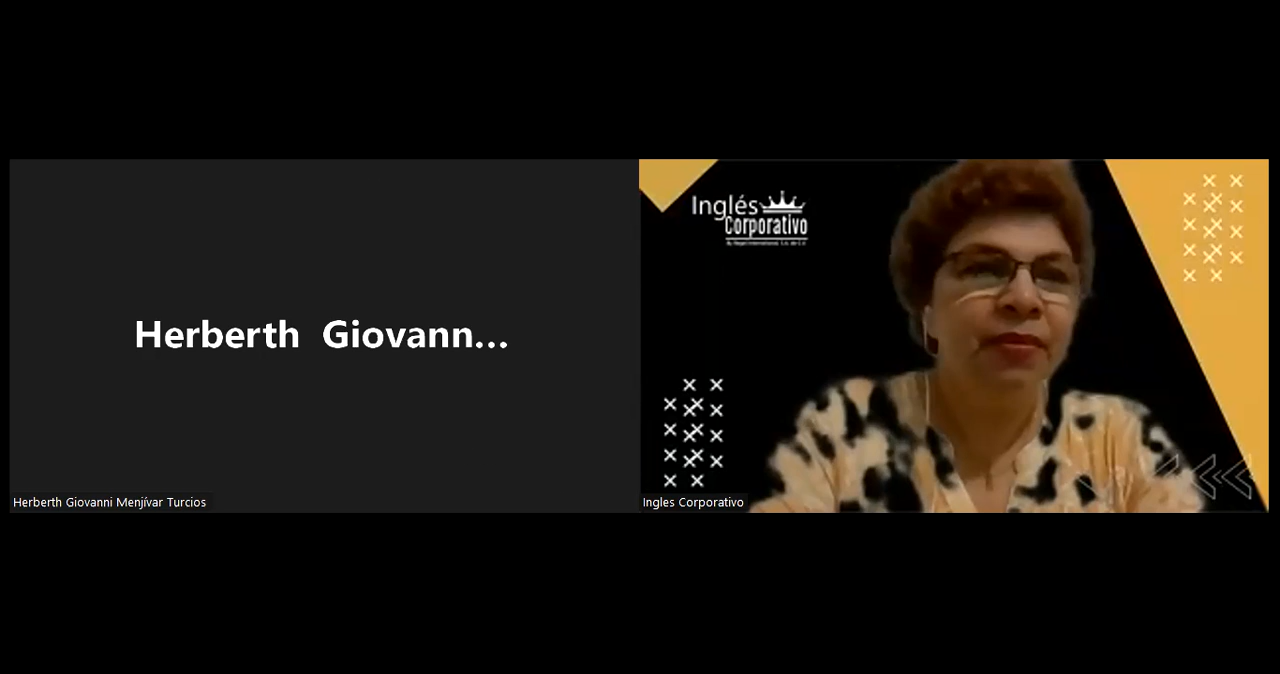 Herberth Giovann...
Herberth Giovanni Menjívar Turcios
Inglés
Corporativo
Ingles Corporativo